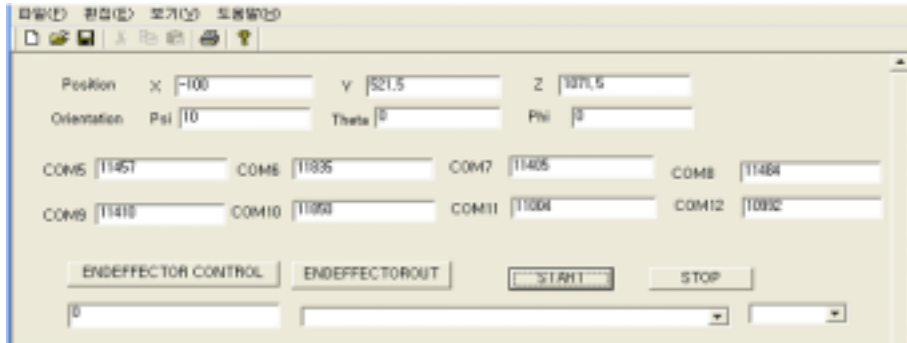 파일(F) 편집(E) 보기(V) 도움말(H)
Position X -100 Y 521.5 Z 1071.5
Orientation Psi 10 Theta 0 Phi 0
COM5 11457 COM6 11835 COM7 11405 COM8 11484
COM9 11410 COM10 11850 COM11 11004 COM12 10992
ENDEFFECTOR CONTROL ENDEFFECTOROUT START STOP
0